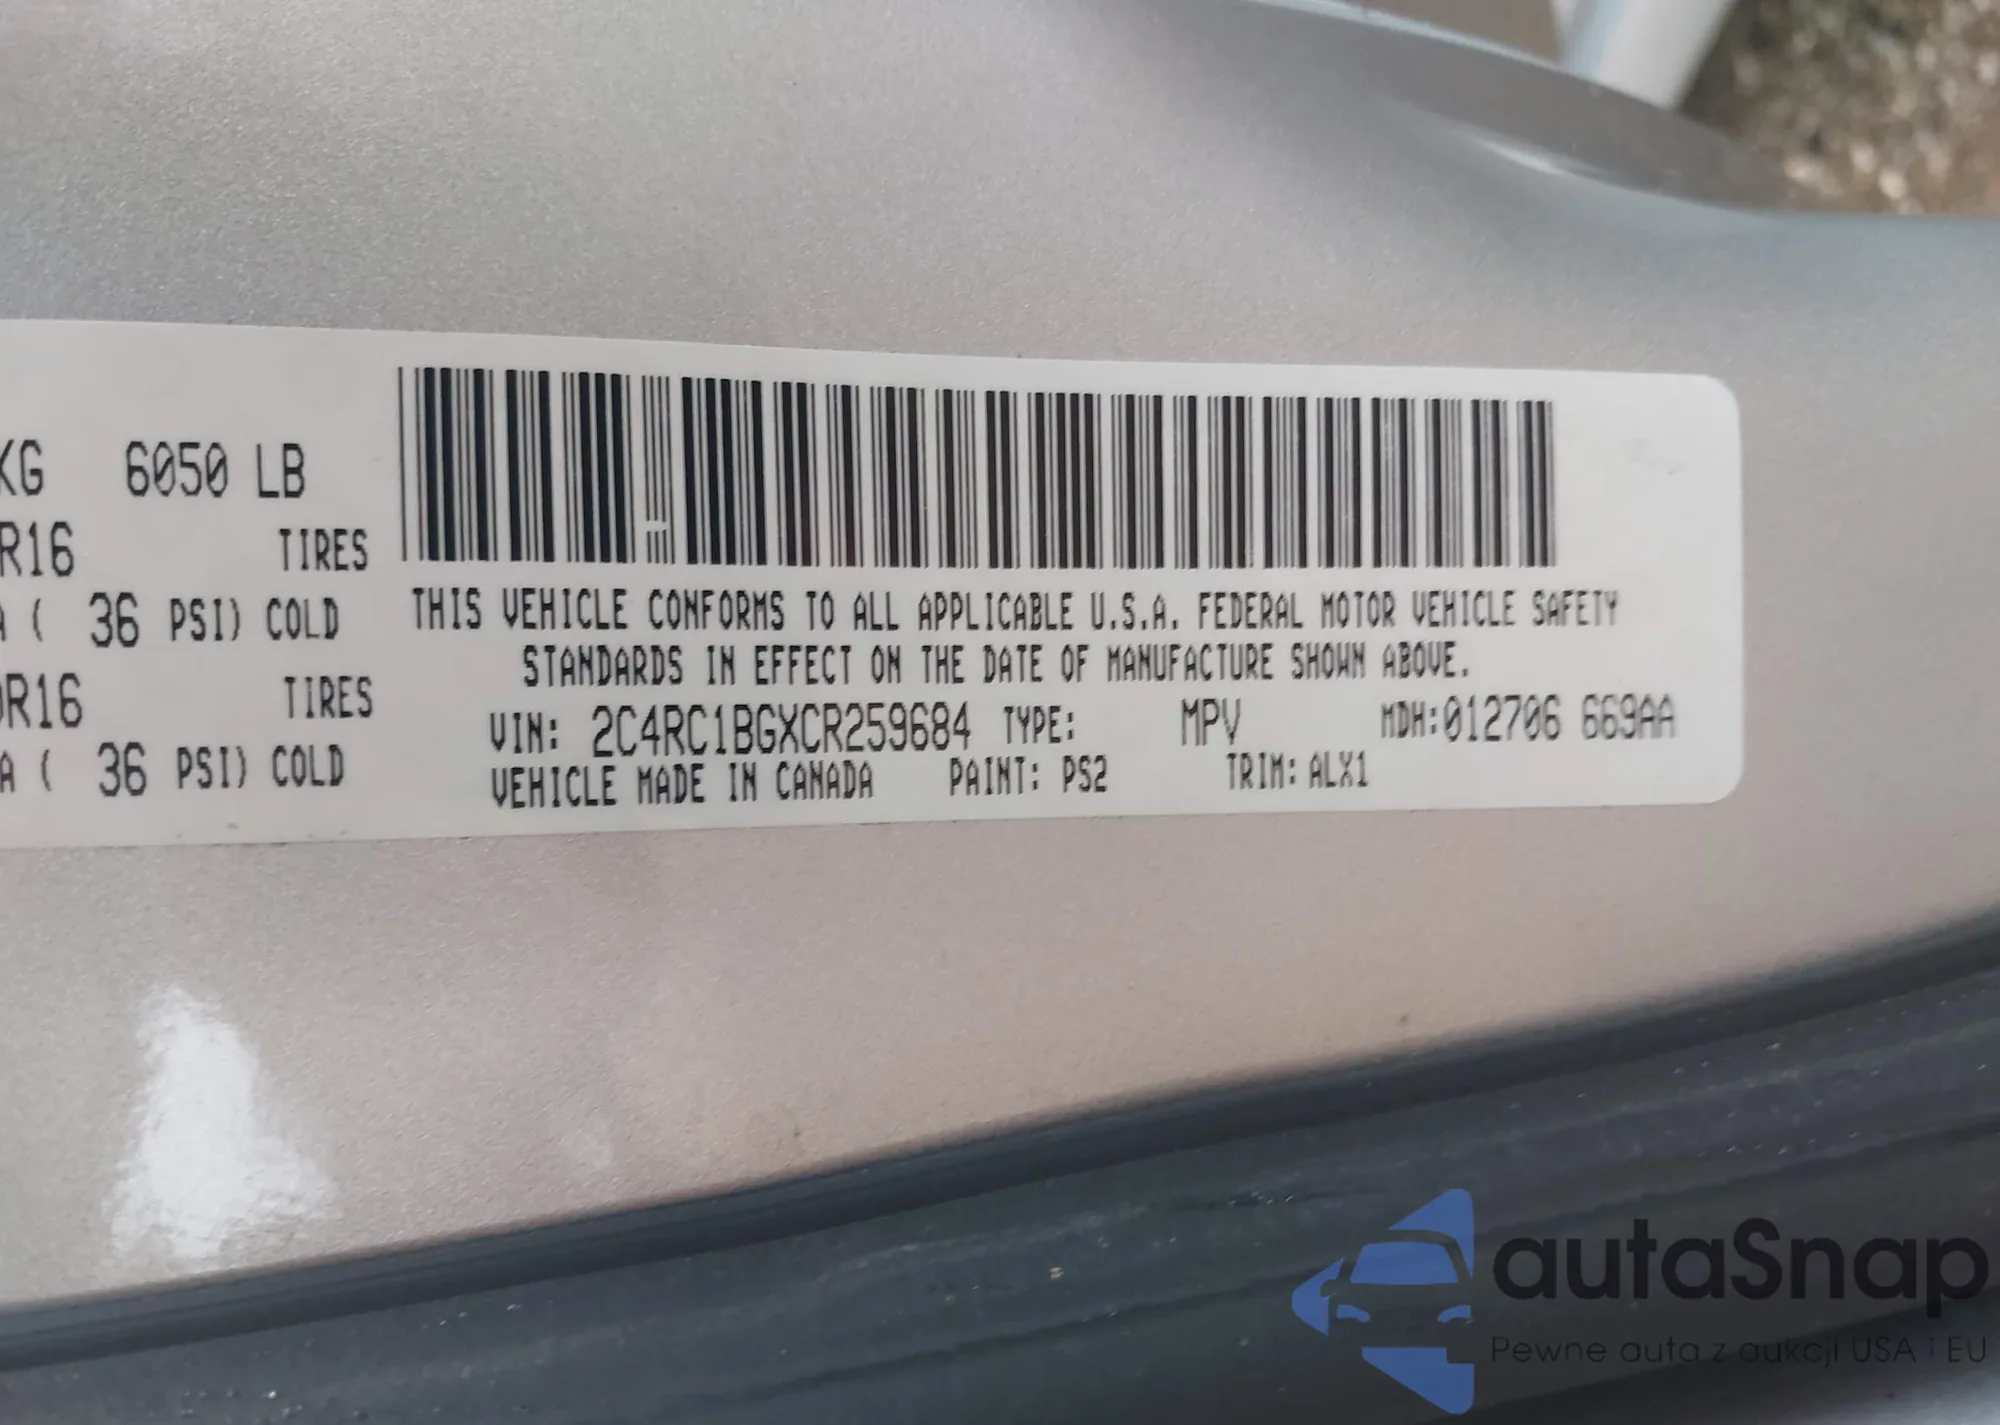 KG 6050 LB
R16 TIRES
A ( 36 PSI) COLD
0R16 TIRES
A ( 36 PSI) COLD
THIS VEHICLE CONFORMS TO ALL APPLICABLE U.S.A. FEDERAL MOTOR VEHICLE SAFETY
STANDARDS IN EFFECT ON THE DATE OF MANUFACTURE SHOWN ABOVE.
VIN: 2C4RC1BGXCR259684 TYPE: MPV MDH:012706 669AA
VEHICLE MADE IN CANADA PAINT: PS2 TRIM: ALX1
autaSnap
Pewne auta z aukcji USA i EU